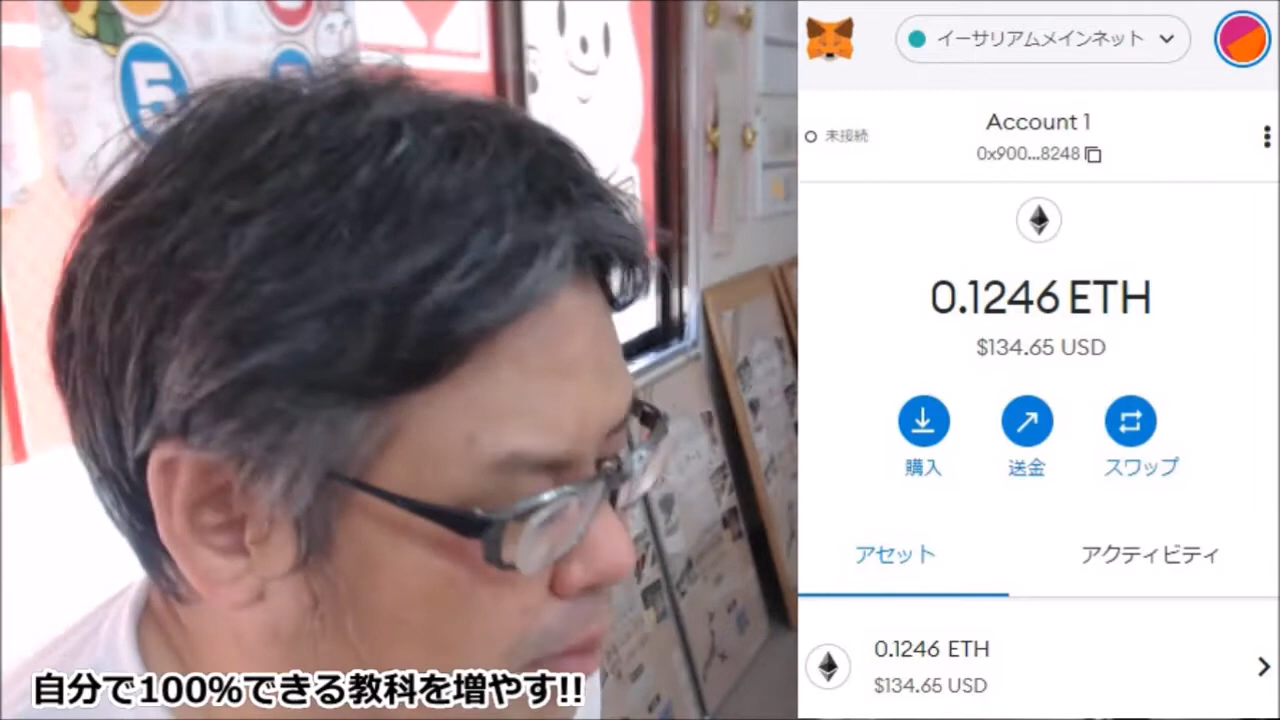 5
イーサリアムメインネット
未接続
Account 1
0x900...8248
0.1246 ETH
$134.65 USD
購入
送金
スワップ
アセット
アクティビティ
0.1246 ETH
$134.65 USD
自分で100%できる教科を増やす!!